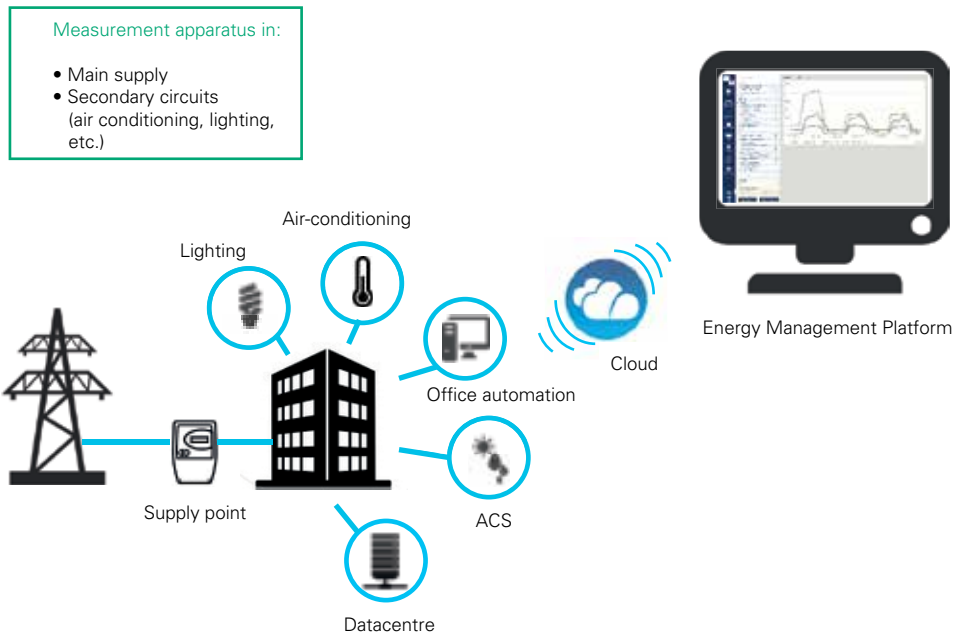 Measurement apparatus in:
• Main supply
• Secondary circuits
(air conditioning, lighting,
etc.)
Air-conditioning
Lighting
Energy Management Platform
Cloud
Office automation
Supply point
ACS
Datacentre